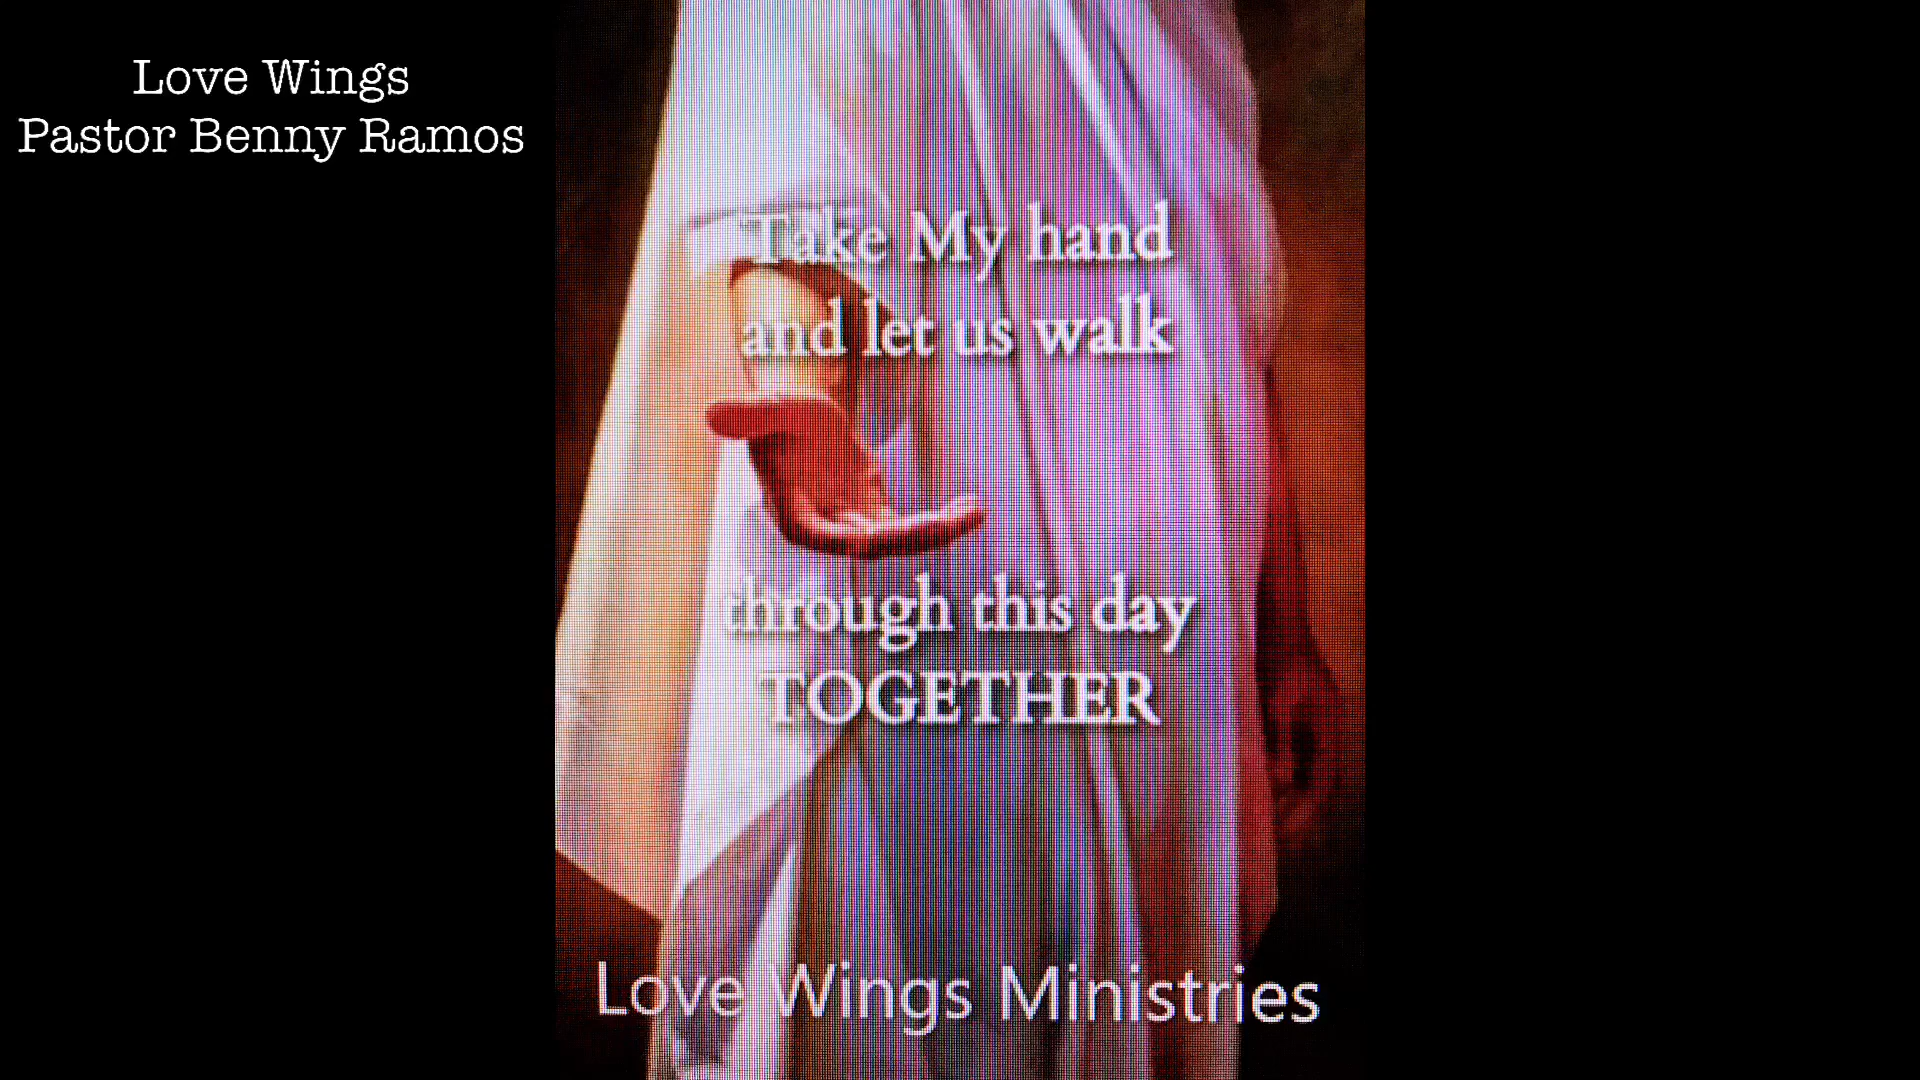 Love Wings
Pastor Benny Ramos
Take My hand
and let us walk
through this day
TOGETHER
Love Wings Ministries